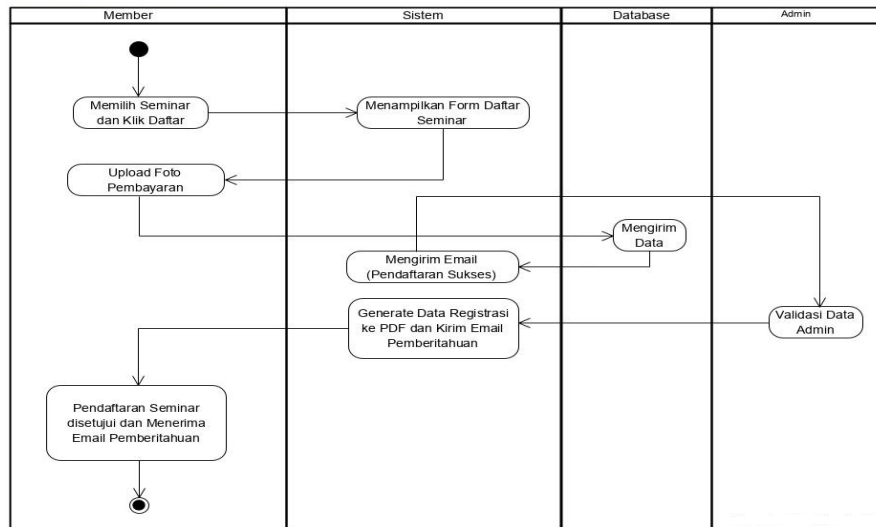 Member
Sistem
Database
Admin
Memilih Seminar
dan Klik Daftar
Menampilkan Form Daftar
Seminar
Upload Foto
Pembayaran
Mengirim
Data
Mengirim Email
(Pendaftaran Sukses)
Generate Data Registrasi
ke PDF dan Kirim Email
Pemberitahuan
Validasi Data
Admin
Pendaftaran Seminar
disetujui dan Menerima
Email Pemberitahuan